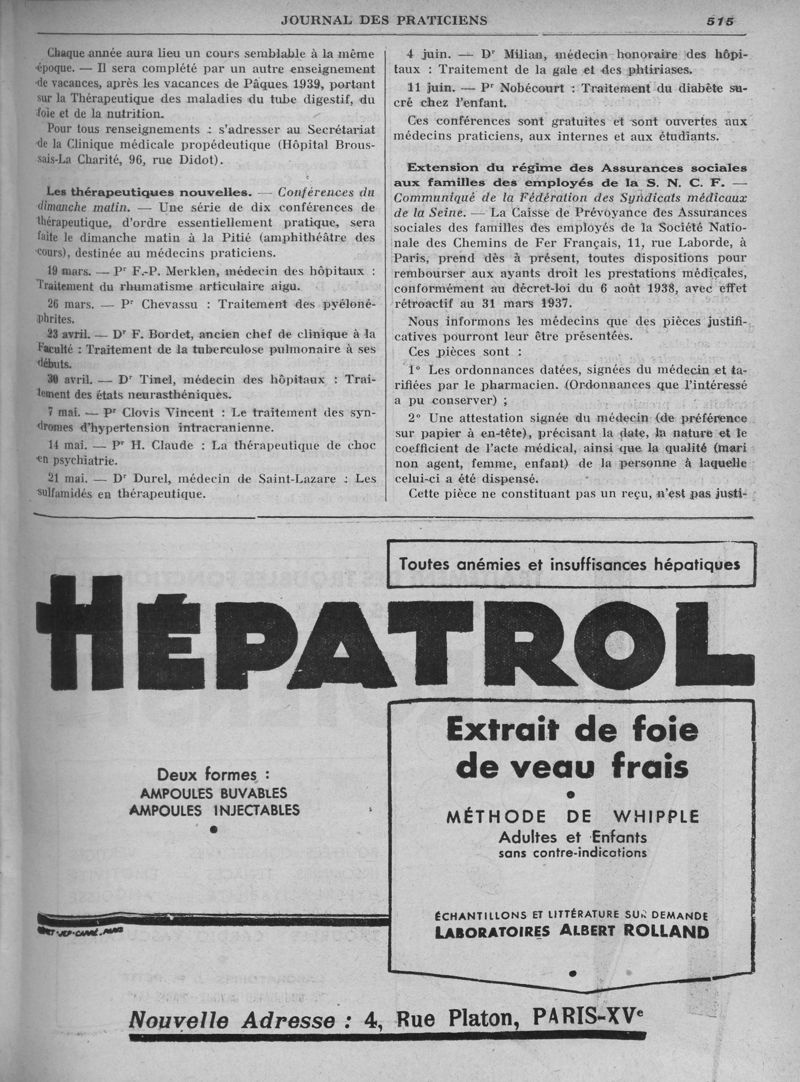 JOURNAL DES PRATICIENS 515
Chaque année aura lieu un cours semblable à la même
époque. — Il sera complété par un autre enseignement
de vacances, après les vacances de Pâques 1939, portant
sur la Thérapeutique des maladies du tube digestif, du
foie et de la nutrition.
Pour tous renseignements : s'adresser au Secrétariat
de la Clinique médicale propédeutique (Hôpital Brous-
sais-La Charité, 96, rue Didot).
Les thérapeutiques nouvelles. — Conférences du
dimanche matin. — Une série de dix conférences de
thérapeutique, d'ordre essentiellement pratique, sera
faite le dimanche matin à la Pitié (amphithéâtre des
cours), destinée au médecins praticiens.
19 mars. — Pr F.-P. Merklen, médecin des hôpitaux :
Traitement du rhumatisme articulaire aigu.
26 mars. — Pr Chevassu : Traitement des pyéloné-
phrites.
23 avril. — Dr F. Bordet, ancien chef de clinique à la
Faculté : Traitement de la tuberculose pulmonaire à ses
débuts.
30 avril. — Dr Tinel, médecin des hôpitaux : Trai-
tement des états neurasthéniques.
7 mai. — Pr Clovis Vincent : Le traitement des syn-
dromes d'hypertension intracranienne.
14 mai. — Pr H. Claude : La thérapeutique de choc
en psychiatrie.
21 mai. — Dr Durel, médecin de Saint-Lazare : Les
sulfamidés en thérapeutique.
4 juin. — Dr Milian, médecin honoraire des hôpi-
taux : Traitement de la gale et des phtiriases.
11 juin. — Pr Nobécourt : Traitement du diabète su-
cré chez l'enfant.
Ces conférences sont gratuites et sont ouvertes aux
médecins praticiens, aux internes et aux étudiants.
Extension du régime des Assurances sociales
aux familles des employés de la S. N. C. F. —
Communiqué de la Fédération des Syndicats médicaux
de la Seine. — La Caisse de Prévoyance des Assurances
sociales des familles des employés de la Société Natio-
nale des Chemins de Fer Français, 11, rue Laborde, à
Paris, prend dès à présent, toutes dispositions pour
rembourser aux ayants droit les prestations médicales,
conformément au décret-loi du 6 août 1938, avec effet
rétroactif au 31 mars 1937.
Nous informons les médecins que des pièces justifi-
catives pourront leur être présentées.
Ces pièces sont :
1° Les ordonnances datées, signées du médecin et ta-
rifiées par le pharmacien. (Ordonnances que l'intéressé
a pu conserver) ;
2° Une attestation signée du médecin (de préférence
sur papier à en-tête), précisant la date, la nature et le
coefficient de l'acte médical, ainsi que la qualité (mari
non agent, femme, enfant) de la personne à laquelle
celui-ci a été dispensé.
Cette pièce ne constituant pas un reçu, n'est pas justi-
Toutes anémies et insuffisances hépatiques
HÉPATROL
Deux formes :
AMPOULES BUVABLES
AMPOULES INJECTABLES
Extrait de foie
de veau frais
MÉTHODE DE WHIPPLE
Adultes et Enfants
sans contre-indications
ÉCHANTILLONS ET LITTÉRATURE SUR DEMANDE
LABORATOIRES ALBERT ROLLAND
Nouvelle Adresse : 4, Rue Platon, PARIS-XVe